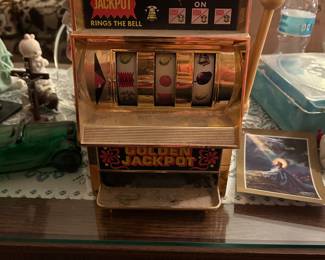 JACKPOT
RINGS THE BELL
ON
GOLDEN
JACKPOT